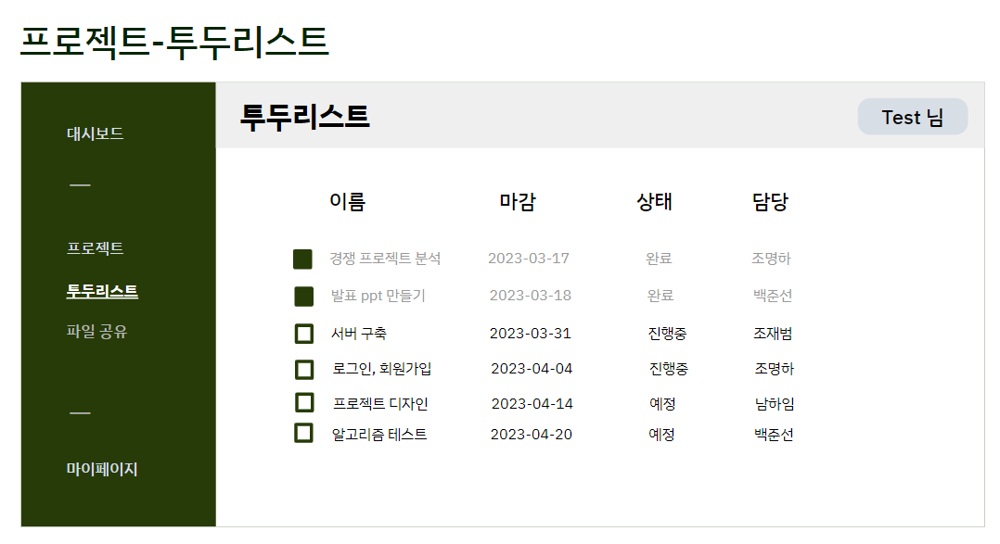 프로젝트-투두리스트
투두리스트
Test 님
대시보드
프로젝트
투두리스트
파일 공유
마이페이지
이름 마감 상태 담당
경쟁 프로젝트 분석 2023-03-17 완료 조명하
발표 ppt 만들기 2023-03-18 완료 백준선
서버 구축 2023-03-31 진행중 조재범
로그인, 회원가입 2023-04-04 진행중 조명하
프로젝트 디자인 2023-04-14 예정 남하임
알고리즘 테스트 2023-04-20 예정 백준선